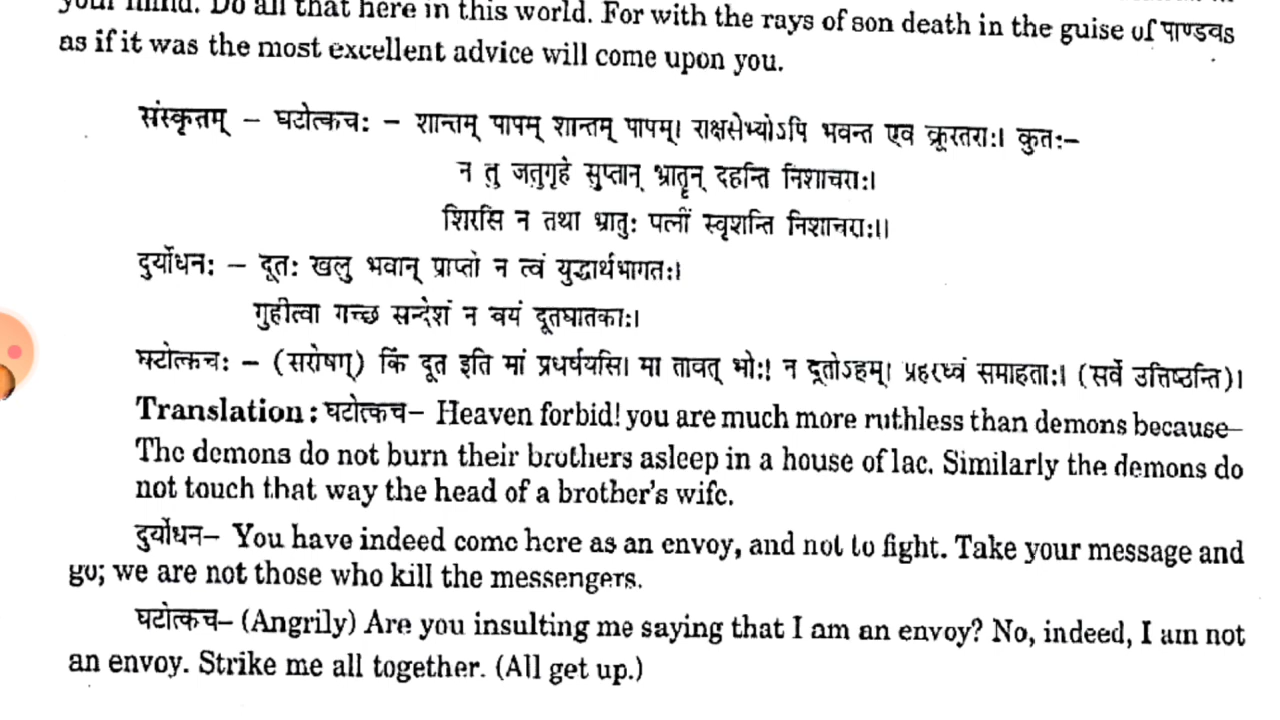 your mind. Do all that here in this world. For with the rays of son death in the guise of पाण्डवs
as if it was the most excellent advice will come upon you.
संस्कृतम् – घटोत्कचः – शान्तम् पापम् शान्तम् पापम्। राक्षसेभ्योऽपि भवन्त एव क्रूरतराः। कुतः–
न तु जतुगृहे सुप्तान् भ्रातॄन् दहन्ति निशाचराः।
शिरसि न तथा भ्रातुः पत्नीं स्पृशन्ति निशाचराः।।
दुर्योधनः – दूतः खलु भवान् प्राप्तो न त्वं युद्धार्थभागतः।
गुहीत्वा गच्छ सन्देशं न वयं दूतघातकाः।
घटोत्कचः – (सरोषग्) किं दूत इति मां प्रधर्षयसि। मा तावत् भोः! न दूतोऽहम्। प्रहरध्वं समाहताः। (सर्वे उत्तिष्ठन्ति)।
Translation : घटोत्कच– Heaven forbid! you are much more ruthless than demons because–
The demons do not burn their brothers asleep in a house of lac. Similarly the demons do
not touch that way the head of a brother's wife.
दुर्योधन– You have indeed come here as an envoy, and not to fight. Take your message and
go; we are not those who kill the messengers.
घटोत्कच– (Angrily) Are you insulting me saying that I am an envoy? No, indeed, I am not
an envoy. Strike me all together. (All get up.)